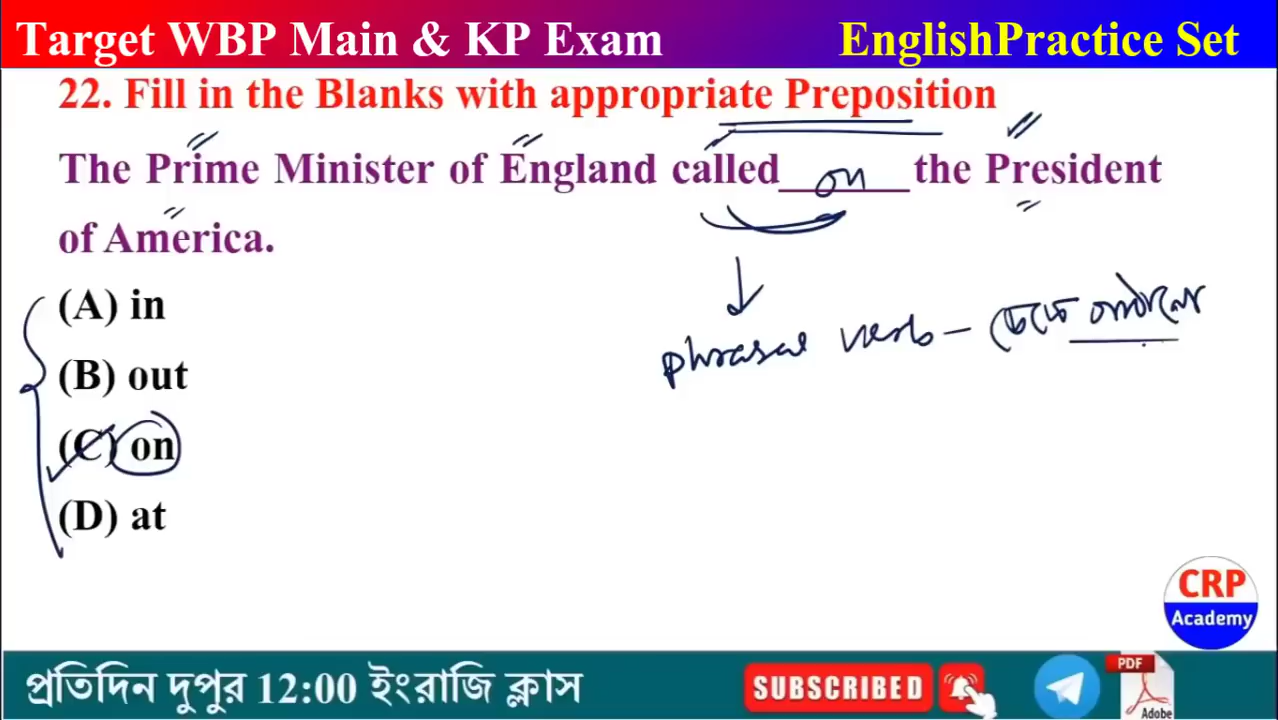 Target WBP Main & KP Exam
EnglishPractice Set
22. Fill in the Blanks with appropriate Preposition
The Prime Minister of England called on the President
of America.
(A) in
(B) out
(C) on
(D) at
phrasal verb – ডেকে পাঠানো
CRP
Academy
প্রতিদিন দুপুর 12:00 ইংরাজি ক্লাস
SUBSCRIBED
PDF
Adobe